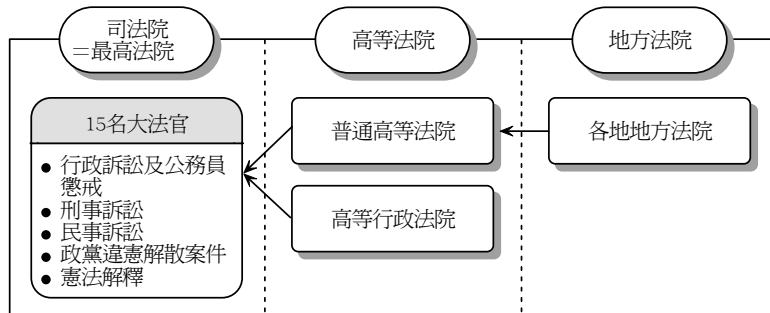 司法院
＝最高法院
高等法院
地方法院
15名大法官
● 行政訴訟及公務員
懲戒
● 刑事訴訟
● 民事訴訟
● 政黨違憲解散案件
● 憲法解釋
普通高等法院
各地地方法院
高等行政法院